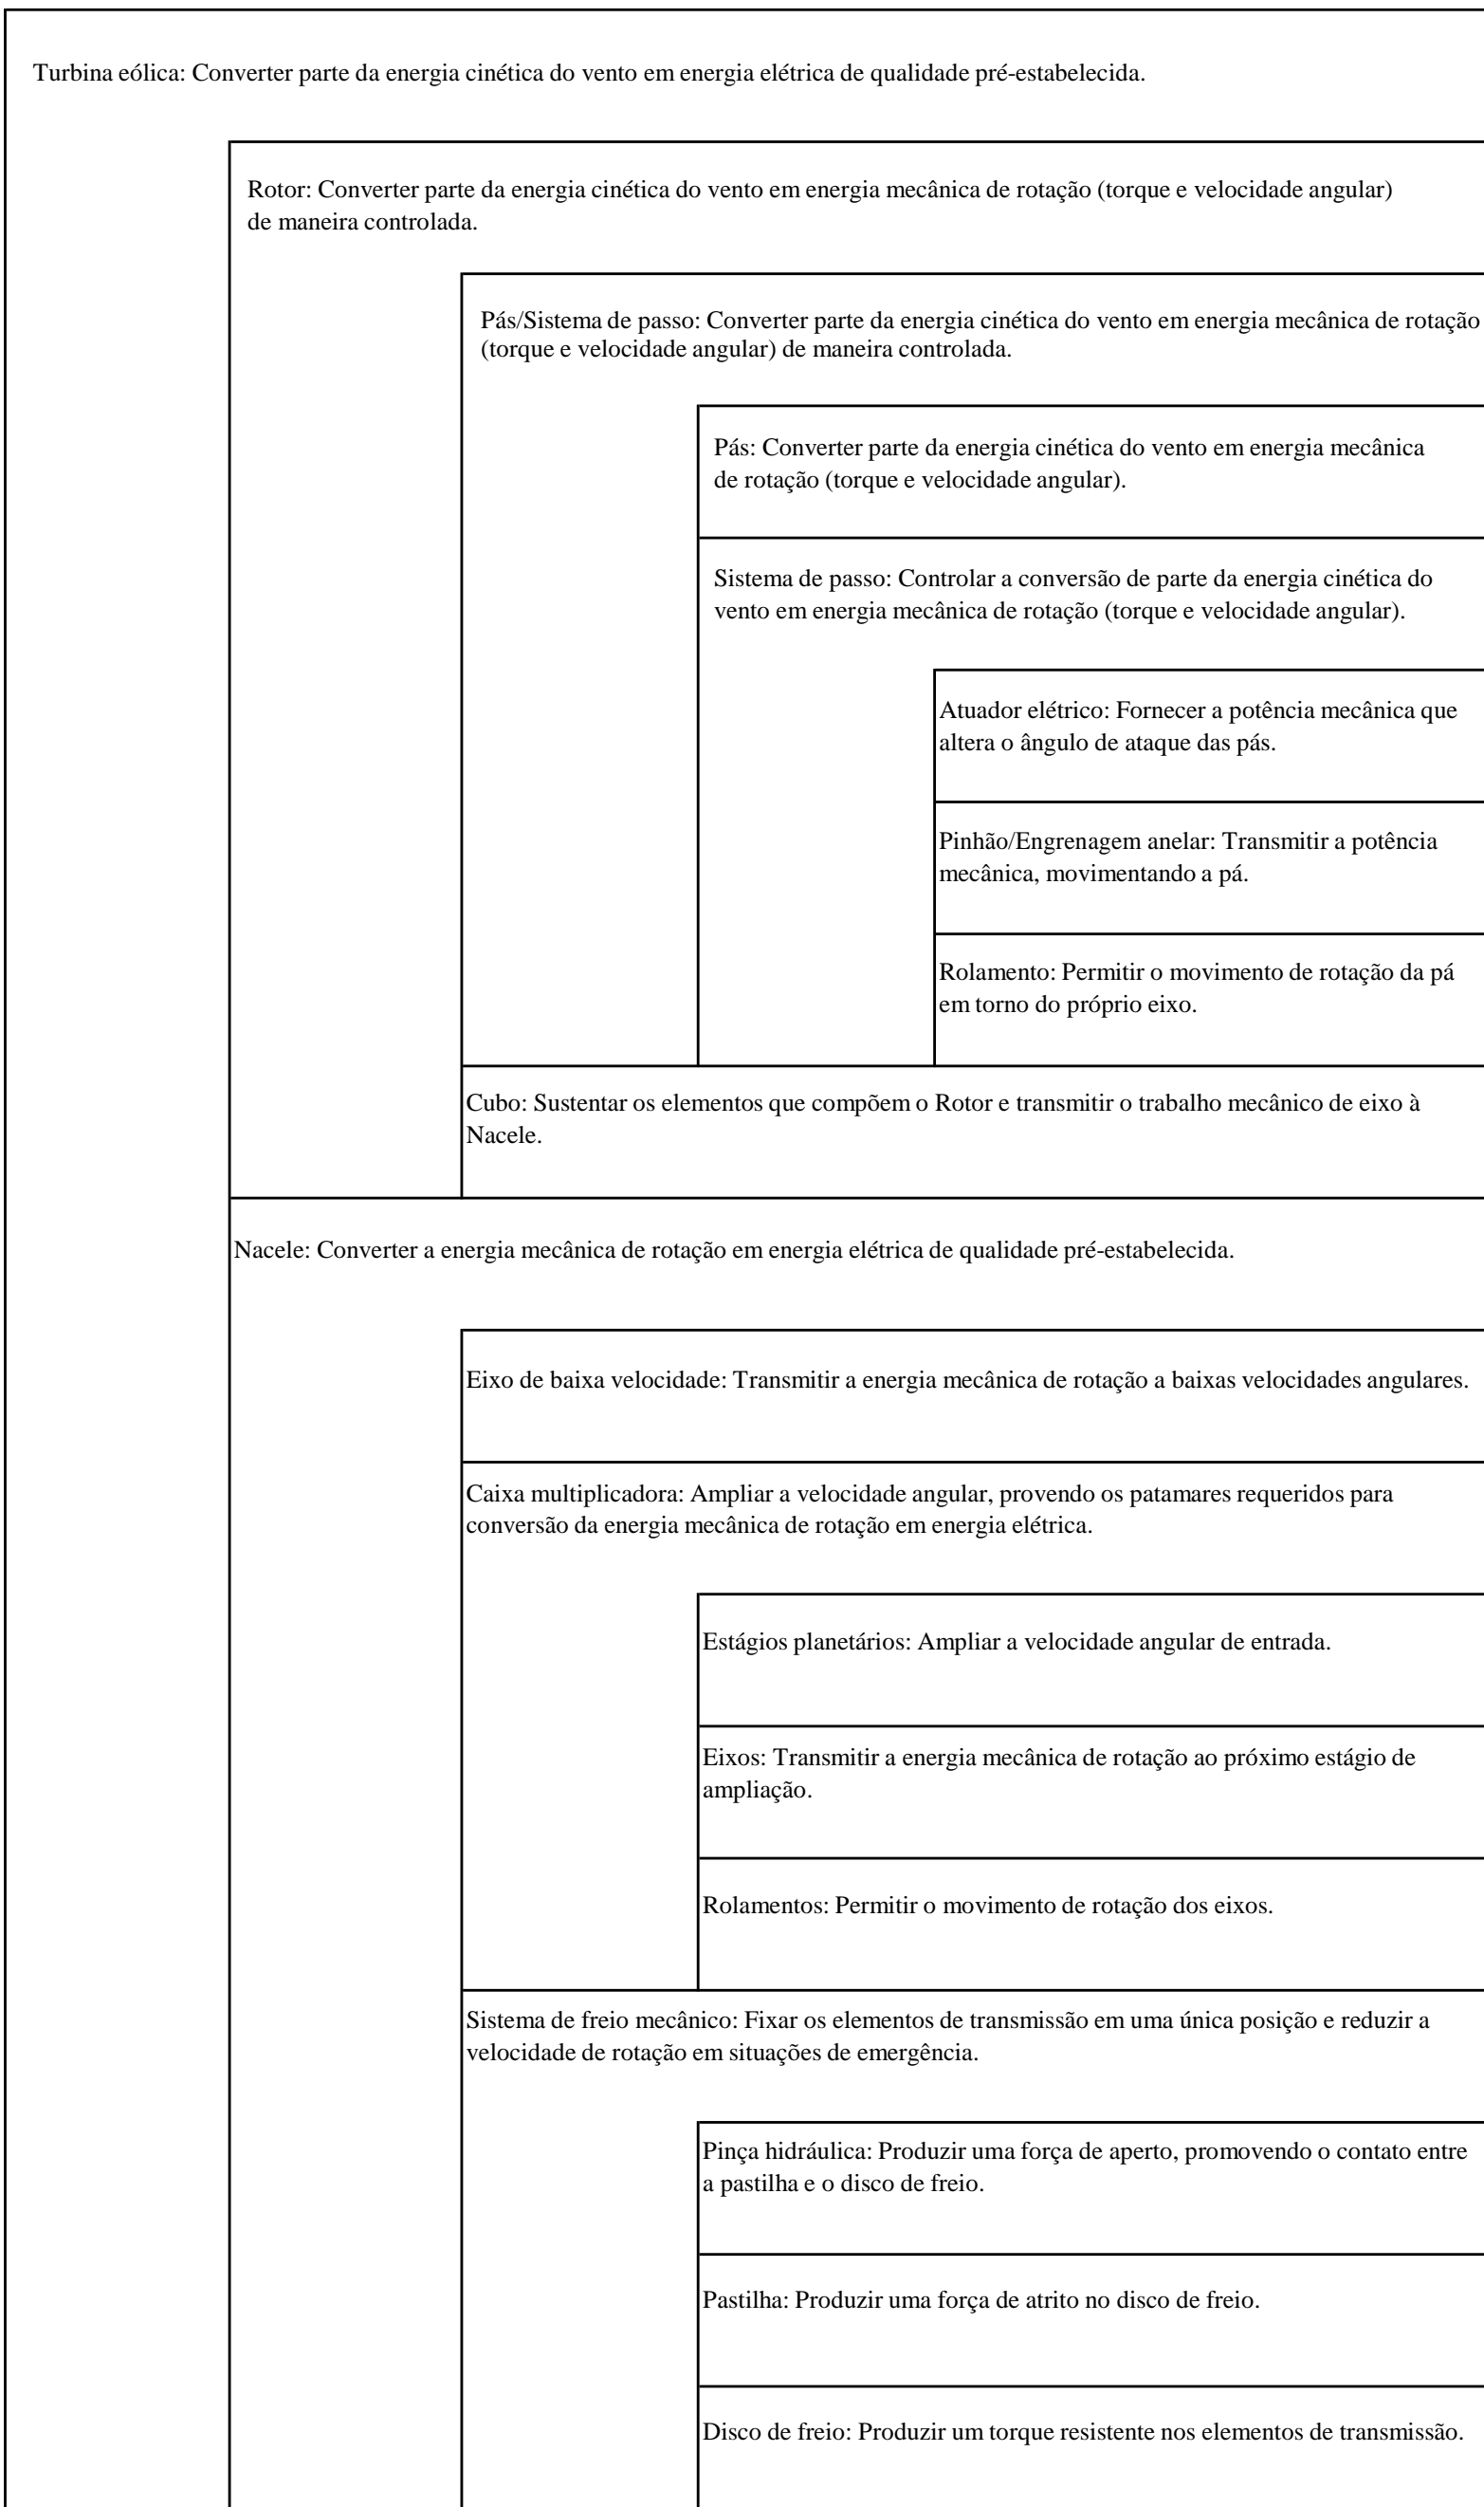 Turbina eólica: Converter parte da energia cinética do vento em energia elétrica de qualidade pré-estabelecida.
Rotor: Converter parte da energia cinética do vento em energia mecânica de rotação (torque e velocidade angular)
de maneira controlada.
Pás/Sistema de passo: Converter parte da energia cinética do vento em energia mecânica de rotação
(torque e velocidade angular) de maneira controlada.
Pás: Converter parte da energia cinética do vento em energia mecânica
de rotação (torque e velocidade angular).
Sistema de passo: Controlar a conversão de parte da energia cinética do
vento em energia mecânica de rotação (torque e velocidade angular).
Atuador elétrico: Fornecer a potência mecânica que
altera o ângulo de ataque das pás.
Pinhão/Engrenagem anelar: Transmitir a potência
mecânica, movimentando a pá.
Rolamento: Permitir o movimento de rotação da pá
em torno do próprio eixo.
Cubo: Sustentar os elementos que compõem o Rotor e transmitir o trabalho mecânico de eixo à
Nacele.
Nacele: Converter a energia mecânica de rotação em energia elétrica de qualidade pré-estabelecida.
Eixo de baixa velocidade: Transmitir a energia mecânica de rotação a baixas velocidades angulares.
Caixa multiplicadora: Ampliar a velocidade angular, provendo os patamares requeridos para
conversão da energia mecânica de rotação em energia elétrica.
Estágios planetários: Ampliar a velocidade angular de entrada.
Eixos: Transmitir a energia mecânica de rotação ao próximo estágio de
ampliação.
Rolamentos: Permitir o movimento de rotação dos eixos.
Sistema de freio mecânico: Fixar os elementos de transmissão em uma única posição e reduzir a
velocidade de rotação em situações de emergência.
Pinça hidráulica: Produzir uma força de aperto, promovendo o contato entre
a pastilha e o disco de freio.
Pastilha: Produzir uma força de atrito no disco de freio.
Disco de freio: Produzir um torque resistente nos elementos de transmissão.